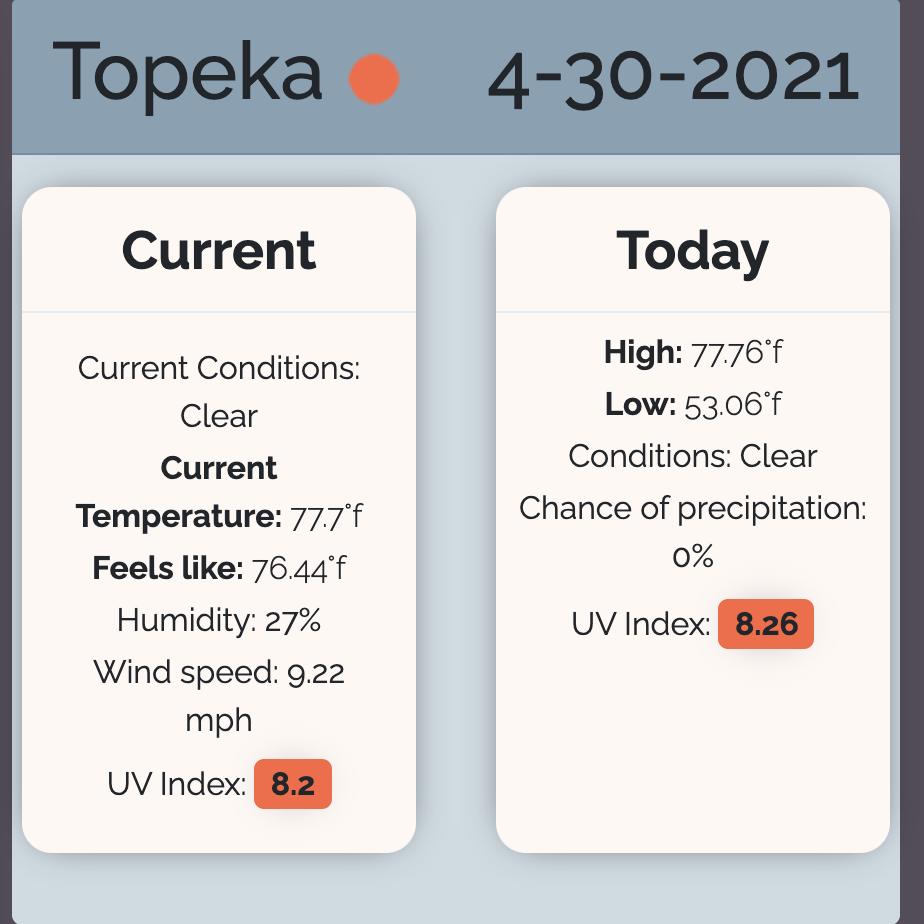 Topeka 4-30-2021
Current
Current Conditions:
Clear
Current
Temperature: 77.7°f
Feels like: 76.44°f
Humidity: 27%
Wind speed: 9.22
mph
UV Index: 8.2
Today
High: 77.76°f
Low: 53.06°f
Conditions: Clear
Chance of precipitation:
0%
UV Index: 8.26